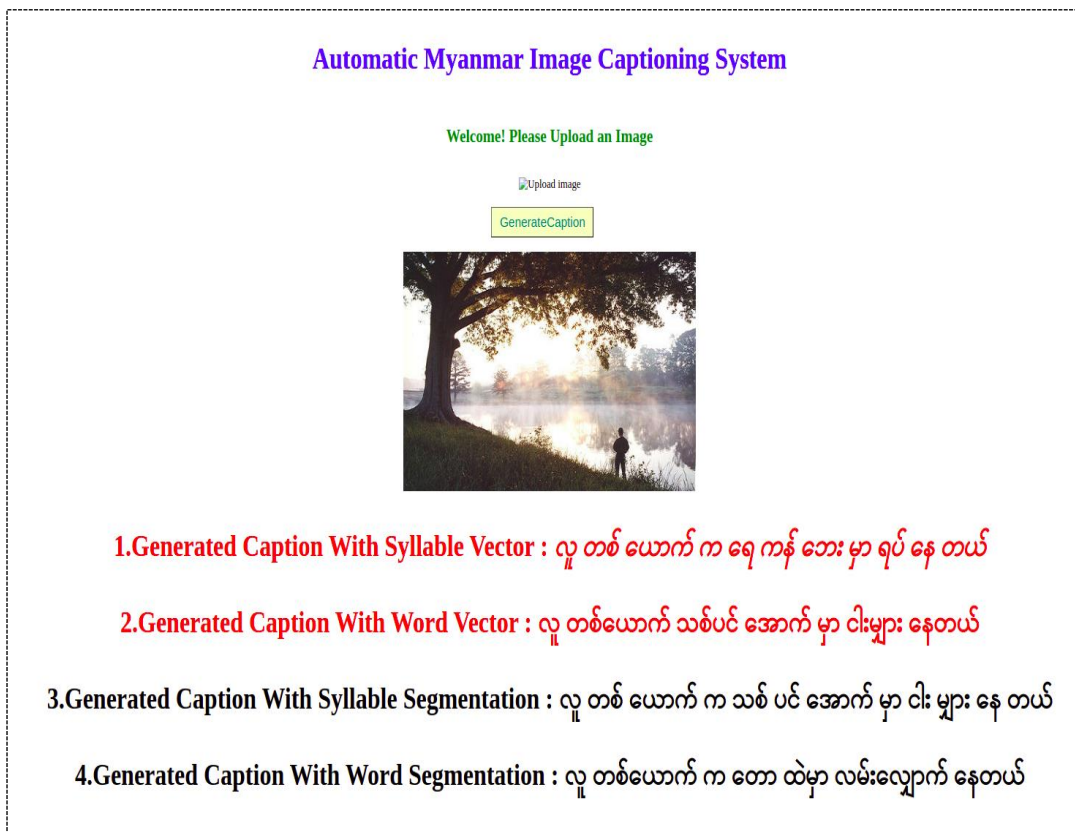 Automatic Myanmar Image Captioning System
Welcome! Please Upload an Image
Upload image
GenerateCaption
1.Generated Caption With Syllable Vector : လူ တစ် ယောက် က ရေ ကန် ဘေး မှာ ရပ် နေ တယ်
2.Generated Caption With Word Vector : လူ တစ်ယောက် သစ်ပင် အောက် မှာ ငါးမျှား နေတယ်
3.Generated Caption With Syllable Segmentation : လူ တစ် ယောက် က သစ် ပင် အောက် မှာ ငါး မျှား နေ တယ်
4.Generated Caption With Word Segmentation : လူ တစ်ယောက် က တော ထဲမှာ လမ်းလျှောက် နေတယ်